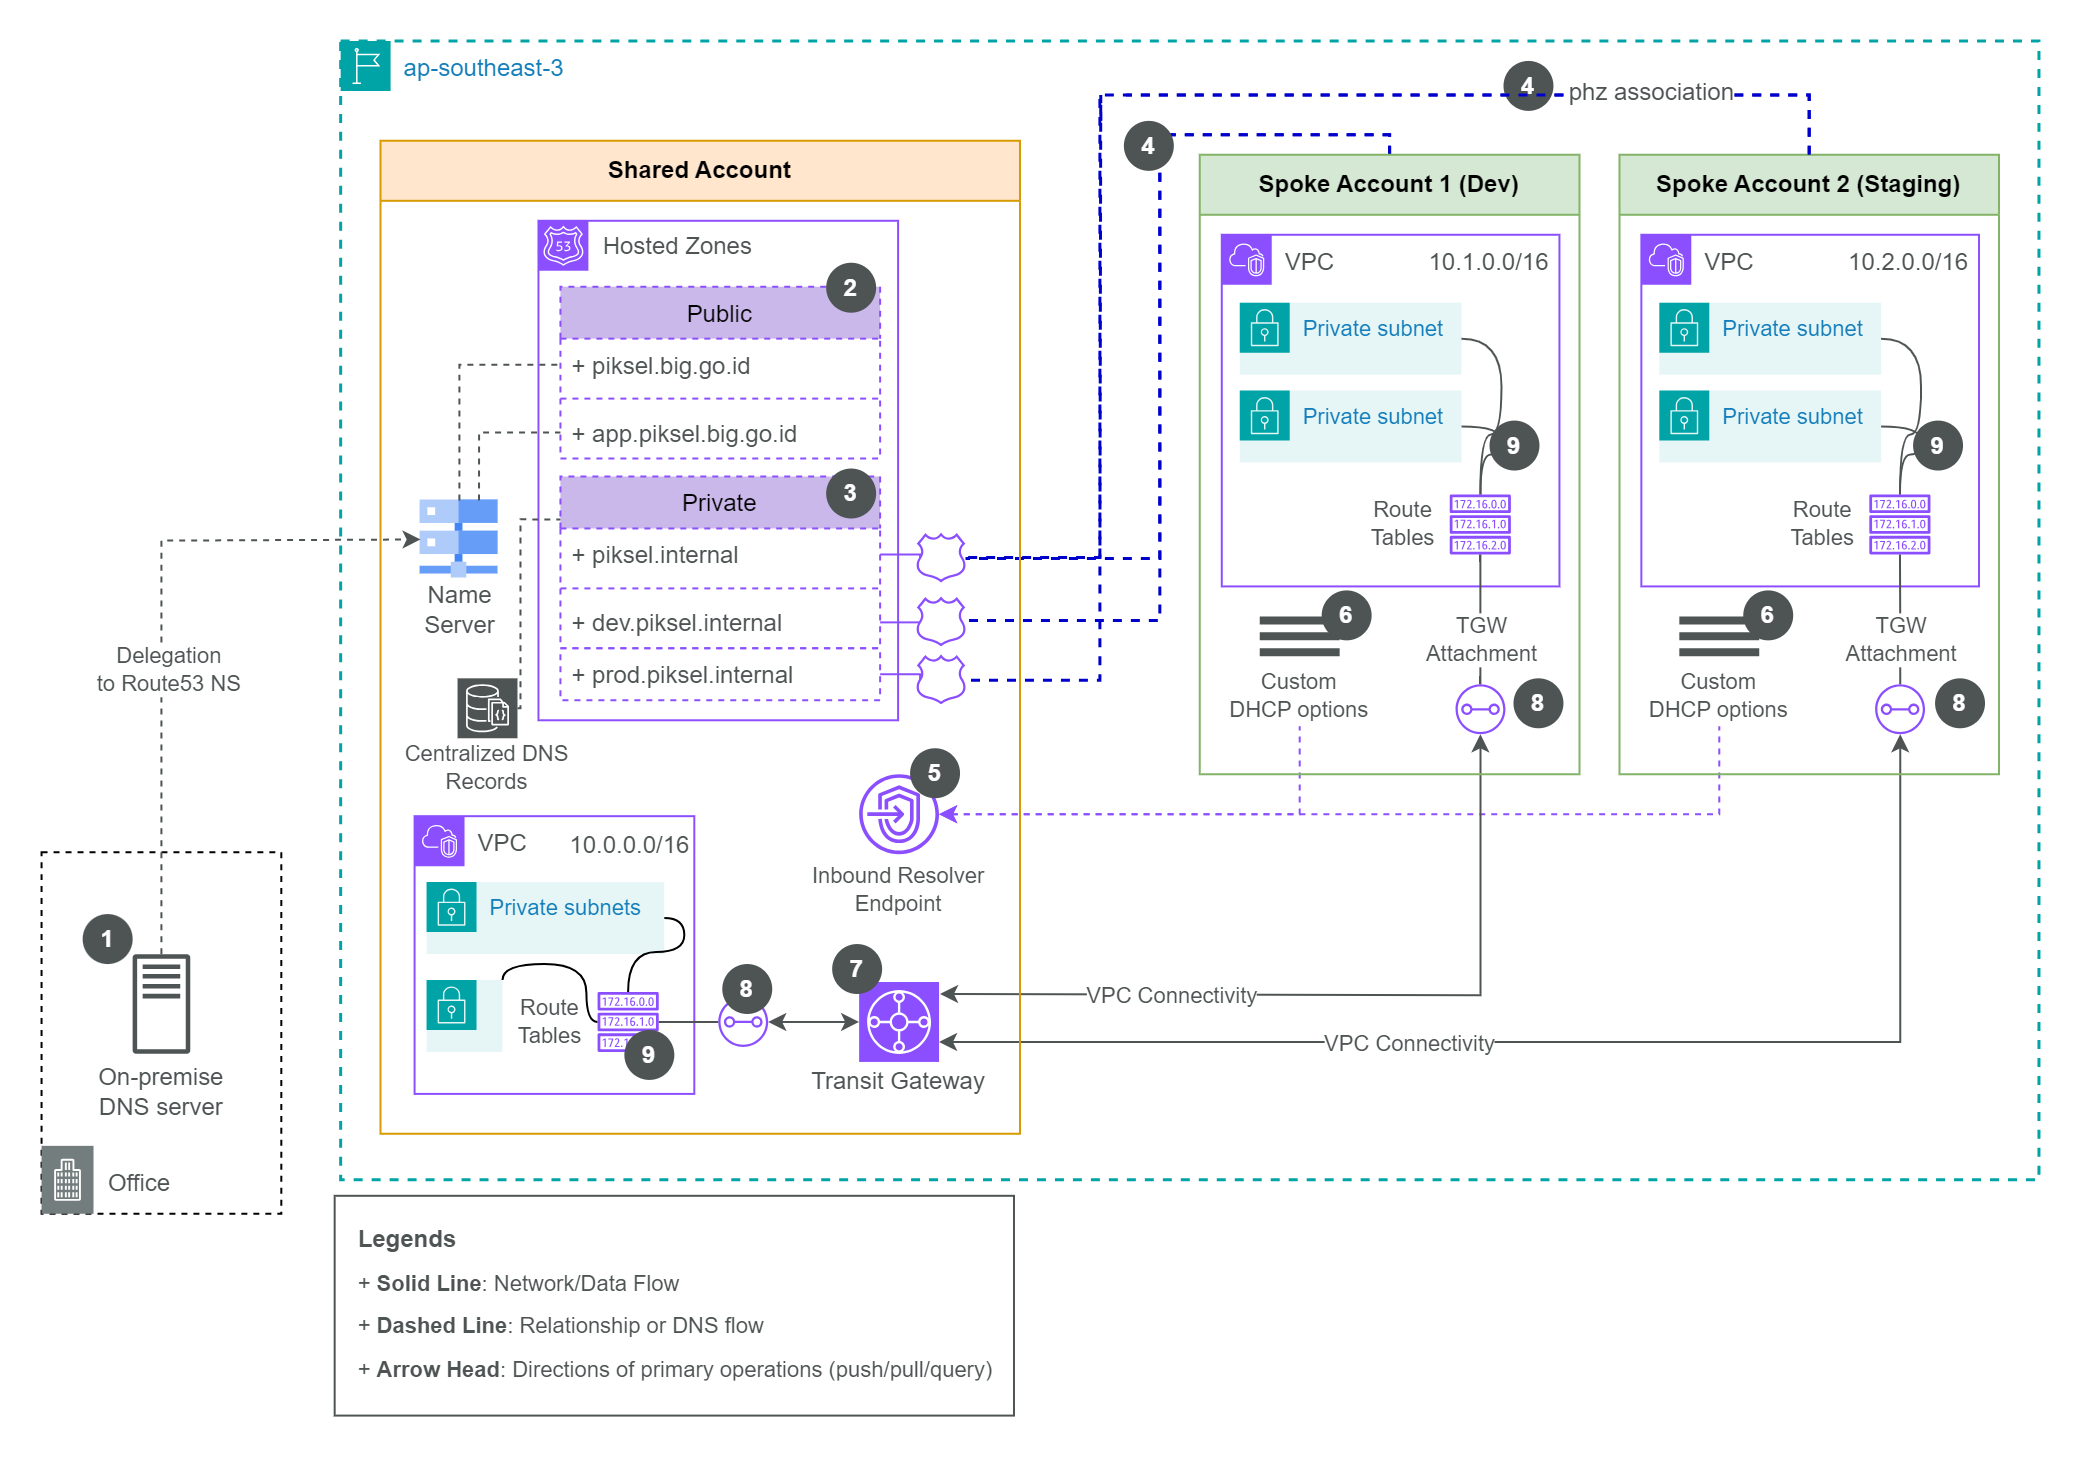 ap-southeast-3
4
phz association
4
Shared Account
Spoke Account 1 (Dev)
Spoke Account 2 (Staging)
53
Hosted Zones
2
Public
+ piksel.big.go.id
+ app.piksel.big.go.id
3
Private
+ piksel.internal
+ dev.piksel.internal
+ prod.piksel.internal
Name
Server
Centralized DNS
Records
Delegation
to Route53 NS
VPC
10.1.0.0/16
Private subnet
Private subnet
9
Route
Tables
172.16.0.0
172.16.1.0
172.16.2.0
6
Custom
DHCP options
TGW
Attachment
8
VPC
10.2.0.0/16
Private subnet
Private subnet
9
Route
Tables
172.16.0.0
172.16.1.0
172.16.2.0
6
Custom
DHCP options
TGW
Attachment
8
5
Inbound Resolver
Endpoint
VPC
10.0.0.0/16
Private subnets
Route
Tables
172.16.0.0
172.16.1.0
172.1
9
8
7
Transit Gateway
VPC Connectivity
VPC Connectivity
1
On-premise
DNS server
Office
Legends
+ Solid Line: Network/Data Flow
+ Dashed Line: Relationship or DNS flow
+ Arrow Head: Directions of primary operations (push/pull/query)